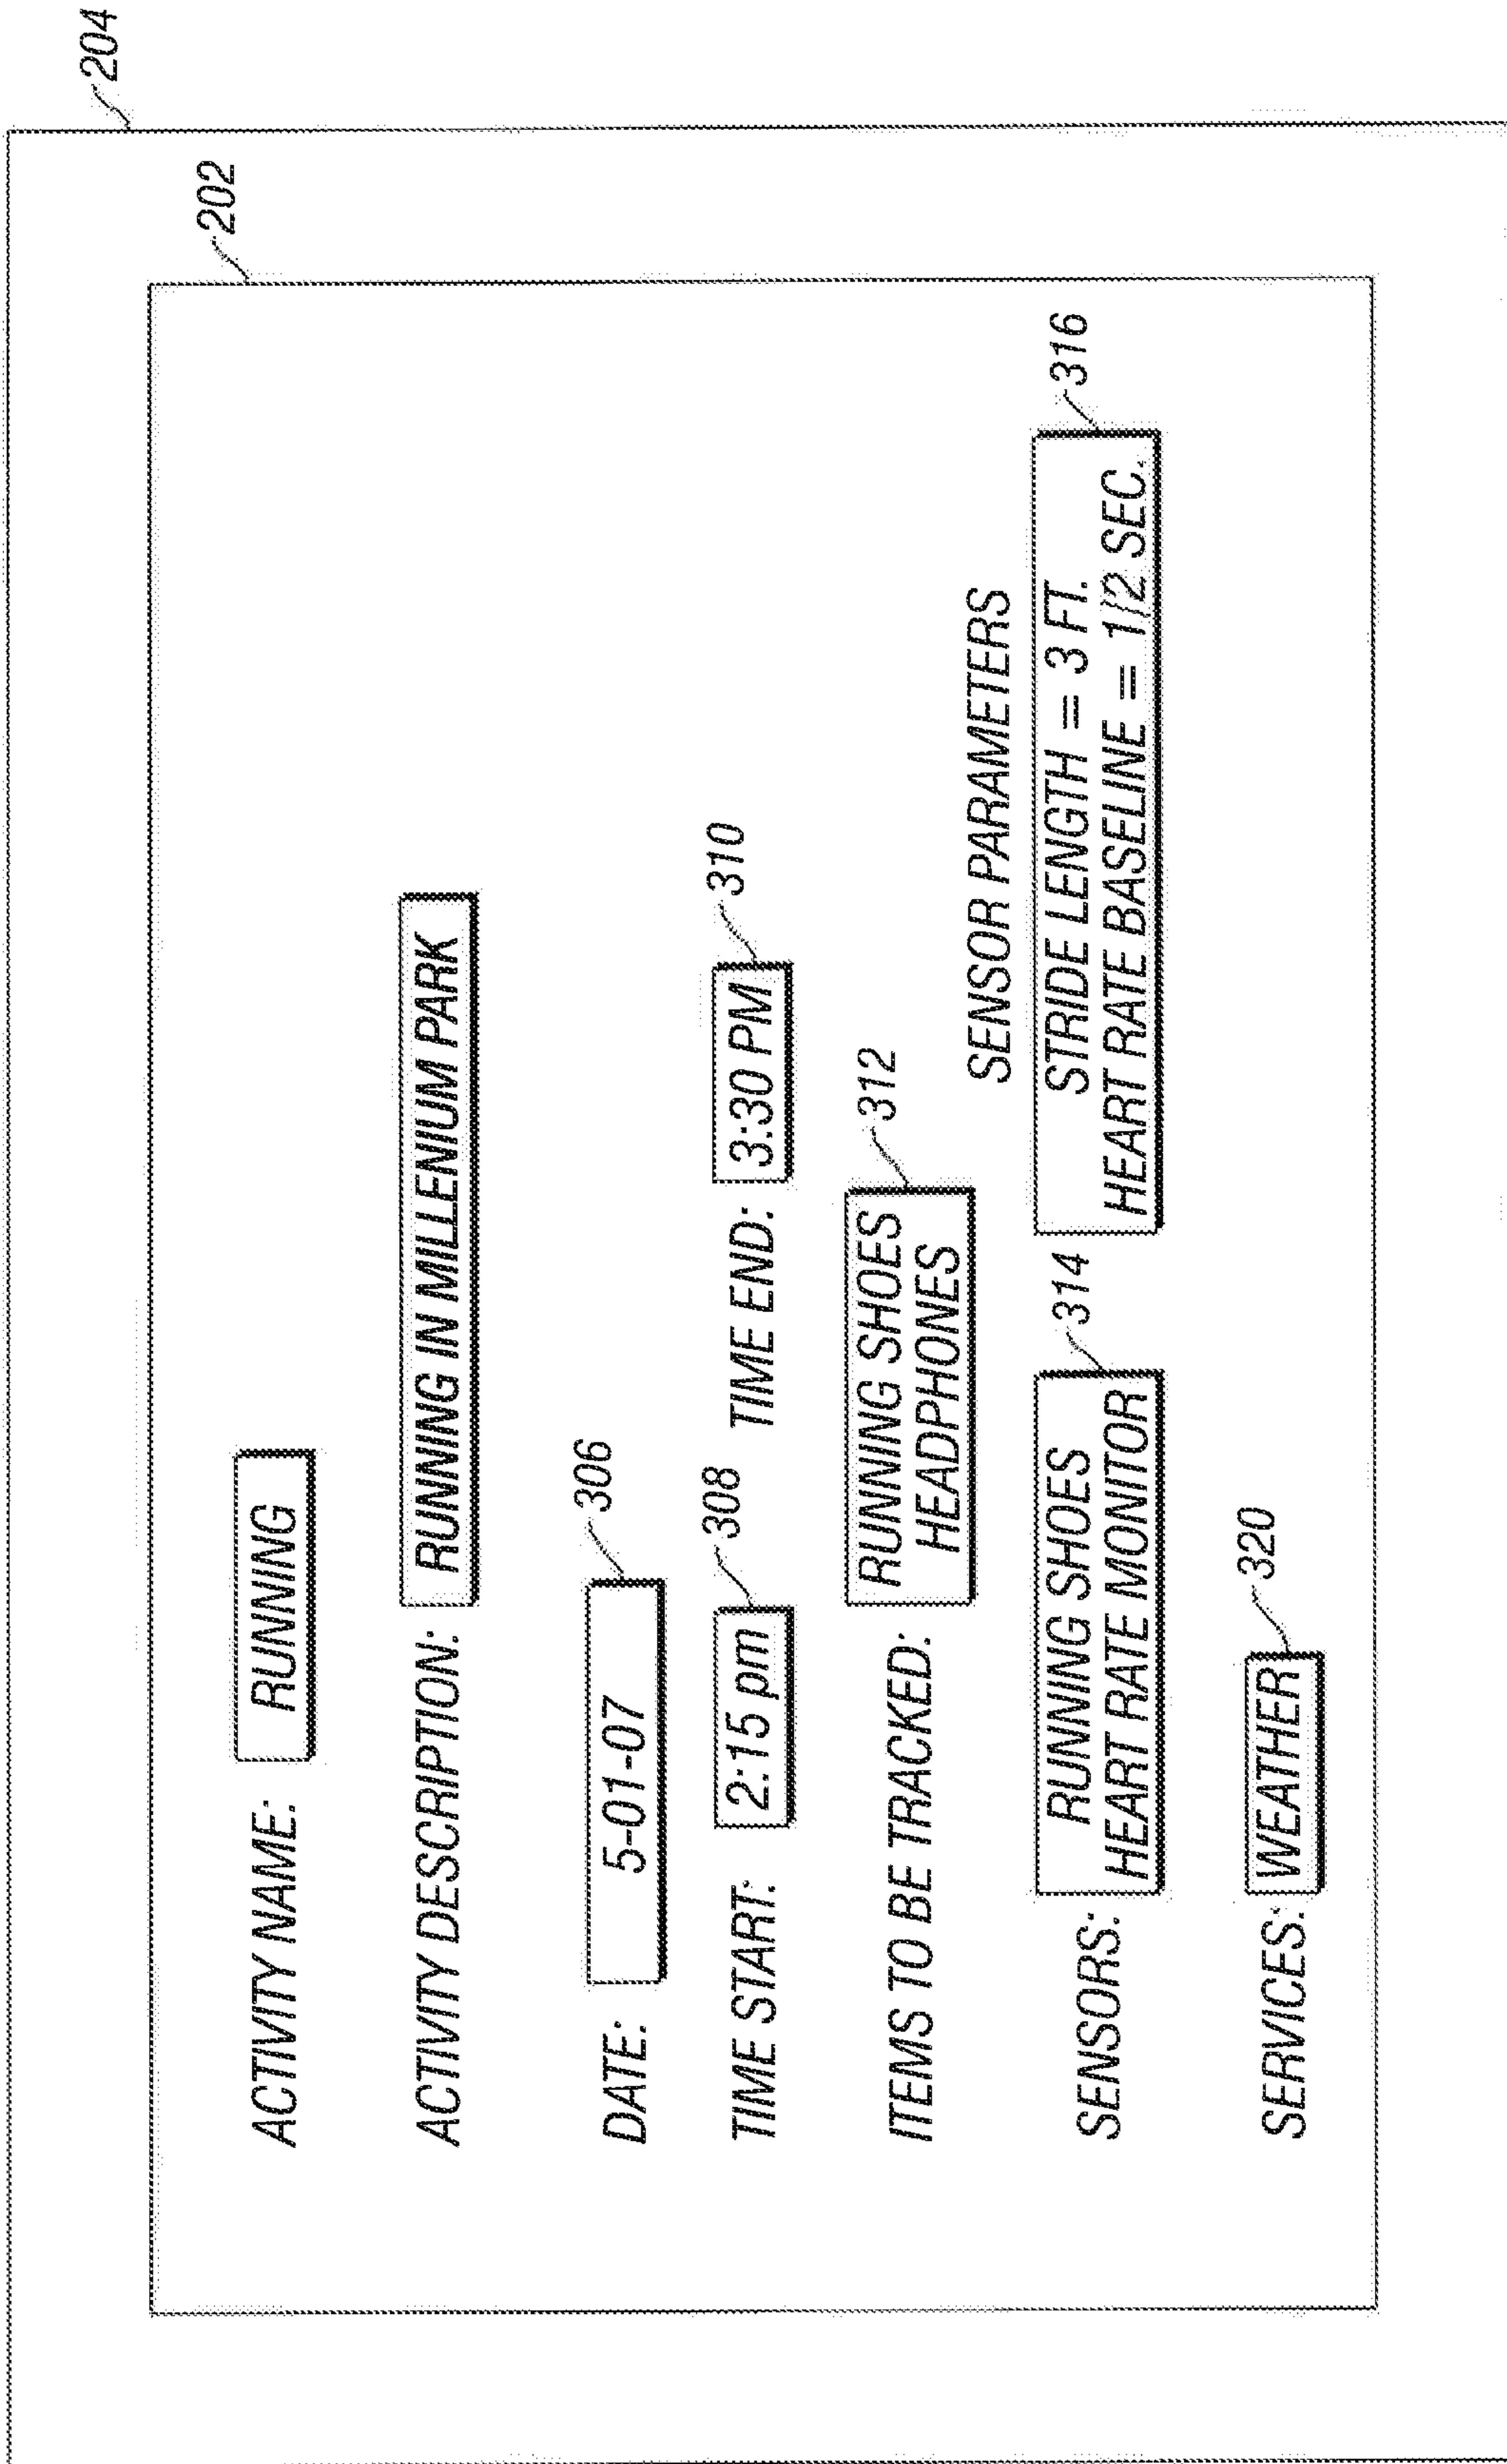 204
202
ACTIVITY NAME: RUNNING
ACTIVITY DESCRIPTION: RUNNING IN MILLENIUM PARK
DATE: 5-01-07 306
TIME START: 2:15 pm 308 TIME END: 3:30 PM 310
ITEMS TO BE TRACKED: RUNNING SHOES 312
HEADPHONES
SENSOR PARAMETERS
SENSORS: RUNNING SHOES 314 STRIDE LENGTH = 3 FT. 316
HEART RATE MONITOR HEART RATE BASELINE = 1/2 SEC.
SERVICES: WEATHER 320